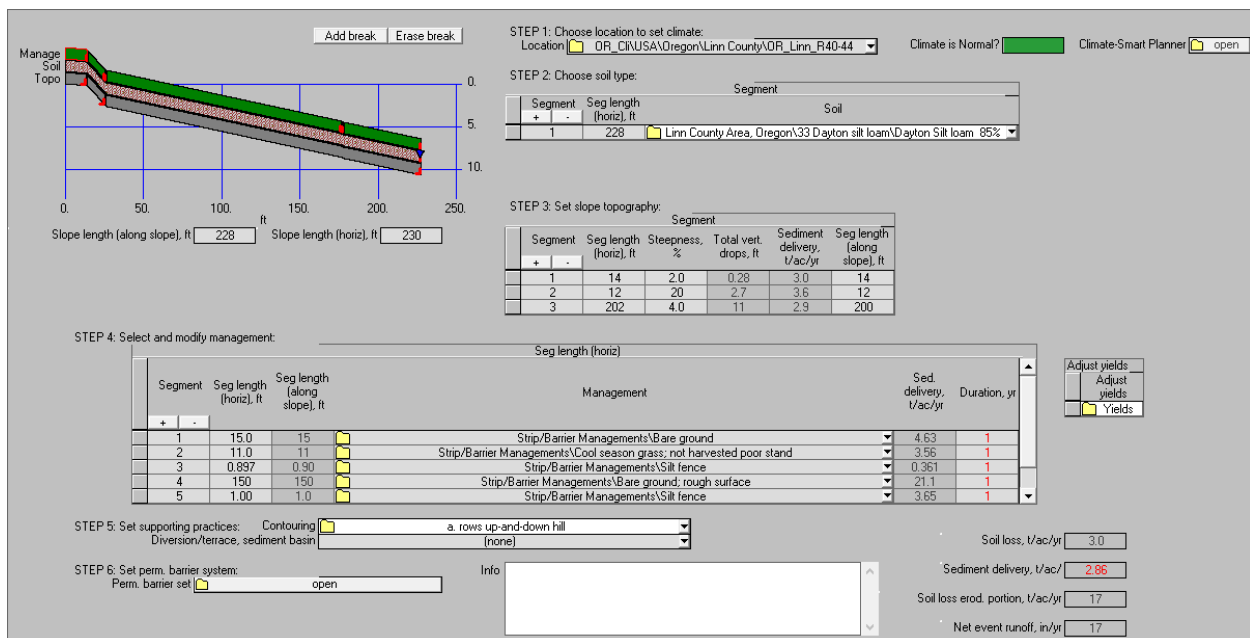 Add break Erase break
Manage
Soil
Topo
0.
5.
10.
0. 50. 100. 150. 200. 250.
ft
Slope length (along slope), ft 228 Slope length (horiz), ft 230
STEP 1: Choose location to set climate:
Location OR_Cli\USA\Oregon\Linn County\OR_Linn_R40-44 Climate is Normal? Climate-Smart Planner open
STEP 2: Choose soil type:
Segment
Segment Seg length (horiz), ft Soil
+ -
1 228 Linn County Area, Oregon\33 Dayton silt loam\Dayton Silt loam 85%
STEP 3: Set slope topography:
Segment
Segment Seg length (horiz), ft Steepness, % Total vert. drops, ft Sediment delivery, t/ac/yr Seg length (along slope), ft
+ -
1 14 2.0 0.28 3.0 14
2 12 20 2.7 3.6 12
3 202 4.0 11 2.9 200
STEP 4: Select and modify management:
Seg length (horiz)
Segment Seg length (horiz), ft Seg length (along slope), ft Management Sed. delivery, t/ac/yr Duration, yr
+ -
1 15.0 15 Strip/Barrier Managements\Bare ground 4.63 1
2 11.0 11 Strip/Barrier Managements\Cool season grass; not harvested poor stand 3.56 1
3 0.897 0.90 Strip/Barrier Managements\Silt fence 0.361 1
4 150 150 Strip/Barrier Managements\Bare ground; rough surface 21.1 1
5 1.00 1.0 Strip/Barrier Managements\Silt fence 3.65 1
Adjust yields
Adjust yields
Yields
STEP 5: Set supporting practices: Contouring a. rows up-and-down hill
Diversion/terrace, sediment basin (none)
STEP 6: Set perm. barrier system:
Perm. barrier set open
Info
Soil loss, t/ac/yr 3.0
Sediment delivery, t/ac/ 2.86
Soil loss erod. portion, t/ac/yr 17
Net event runoff, in/yr 17